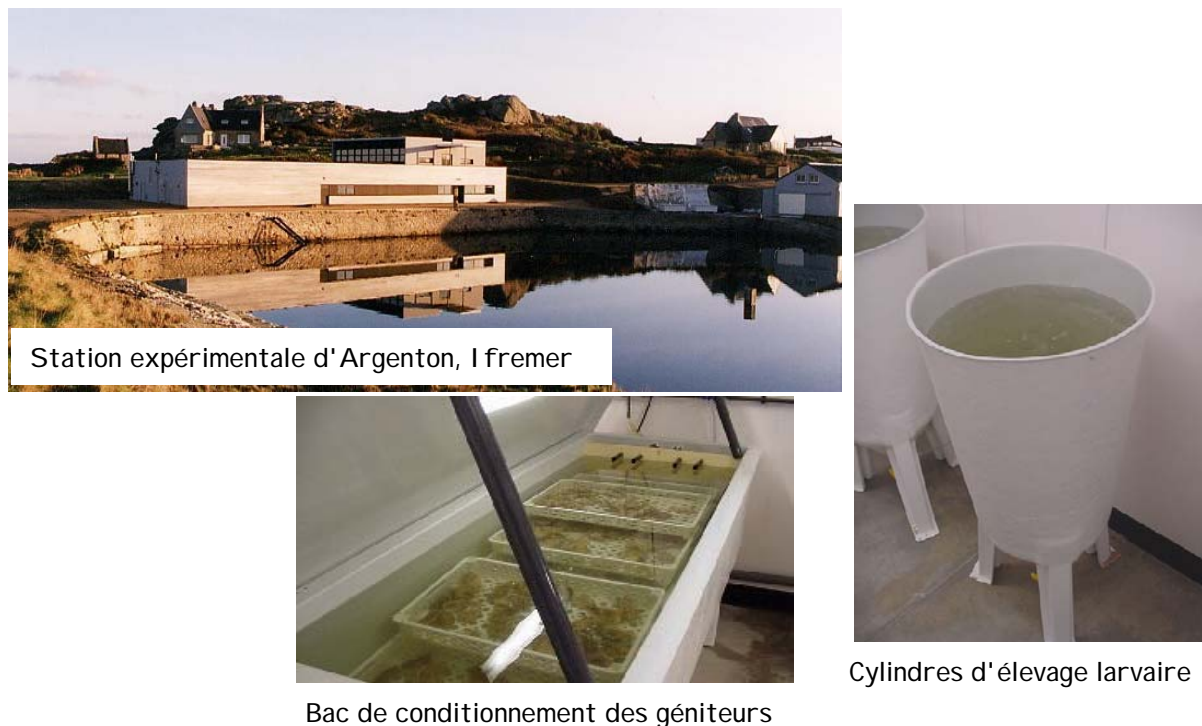 Station expérimentale d'Argenton, Ifremer
Cylindres d'élevage larvaire
Bac de conditionnement des géniteurs